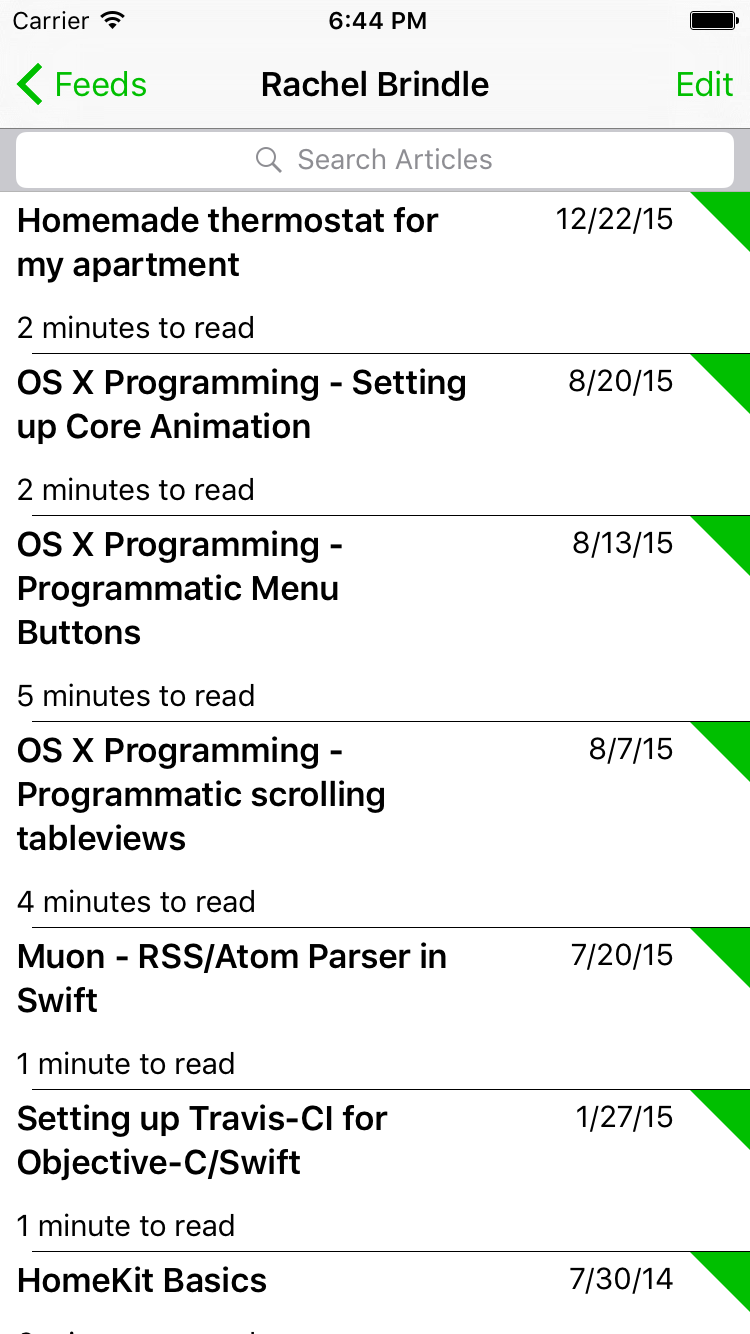 Carrier 6:44 PM
Feeds Rachel Brindle Edit
Search Articles
Homemade thermostat for 12/22/15
my apartment
2 minutes to read
OS X Programming - Setting 8/20/15
up Core Animation
2 minutes to read
OS X Programming - 8/13/15
Programmatic Menu
Buttons
5 minutes to read
OS X Programming - 8/7/15
Programmatic scrolling
tableviews
4 minutes to read
Muon - RSS/Atom Parser in 7/20/15
Swift
1 minute to read
Setting up Travis-CI for 1/27/15
Objective-C/Swift
1 minute to read
HomeKit Basics 7/30/14